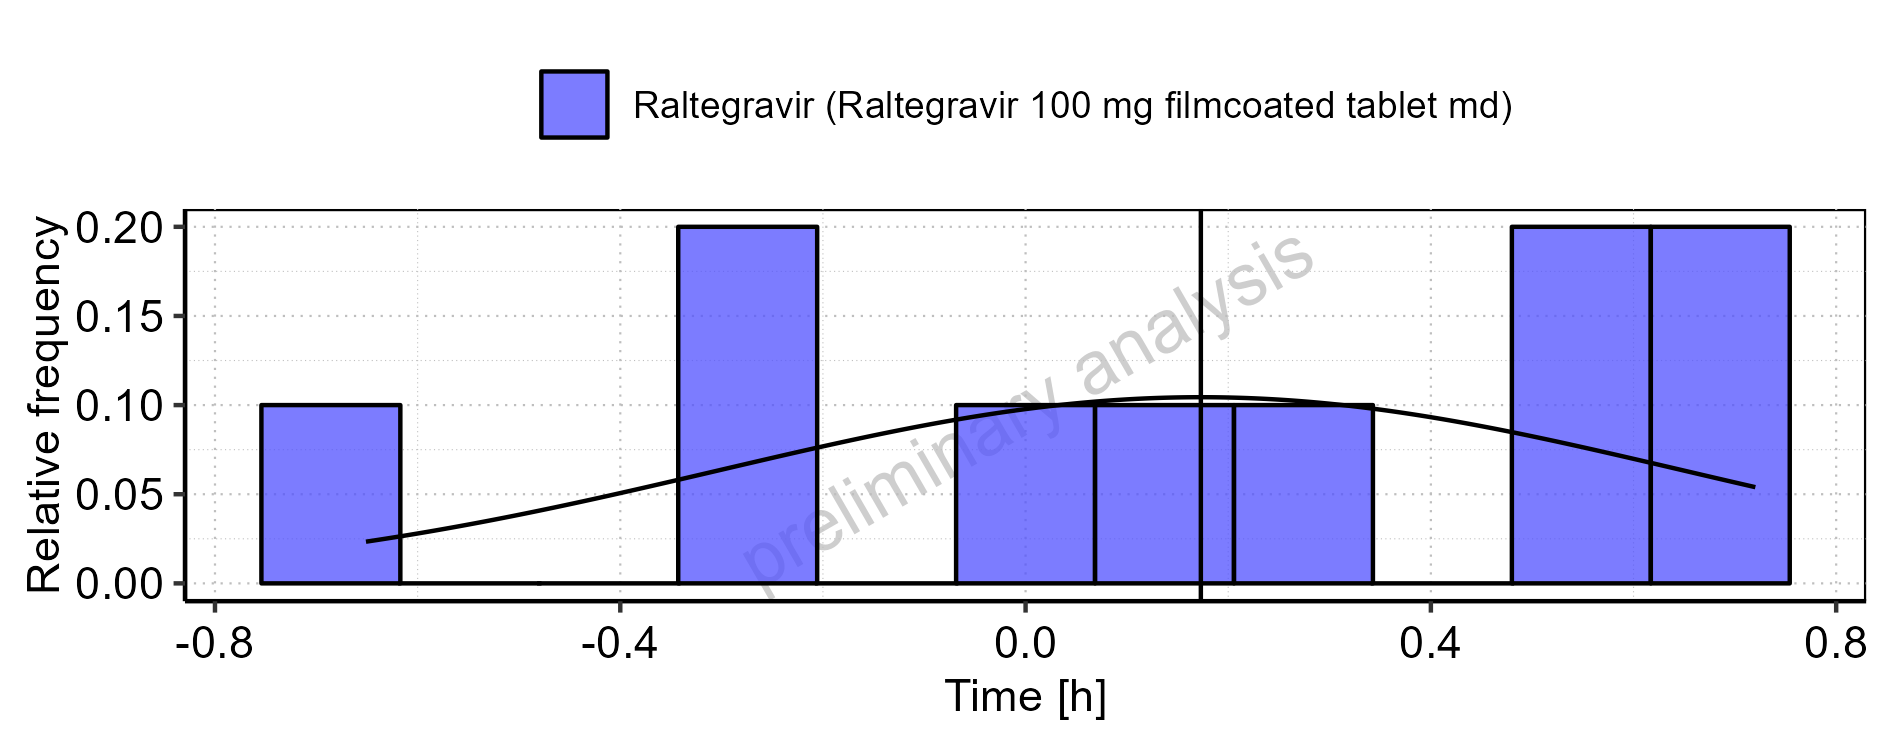 Raltegravir (Raltegravir 100 mg filmcoated tablet md)
Relative frequency
0.20
0.15
0.10
0.05
0.00
preliminary analysis
-0.8 -0.4 0.0 0.4 0.8
Time [h]